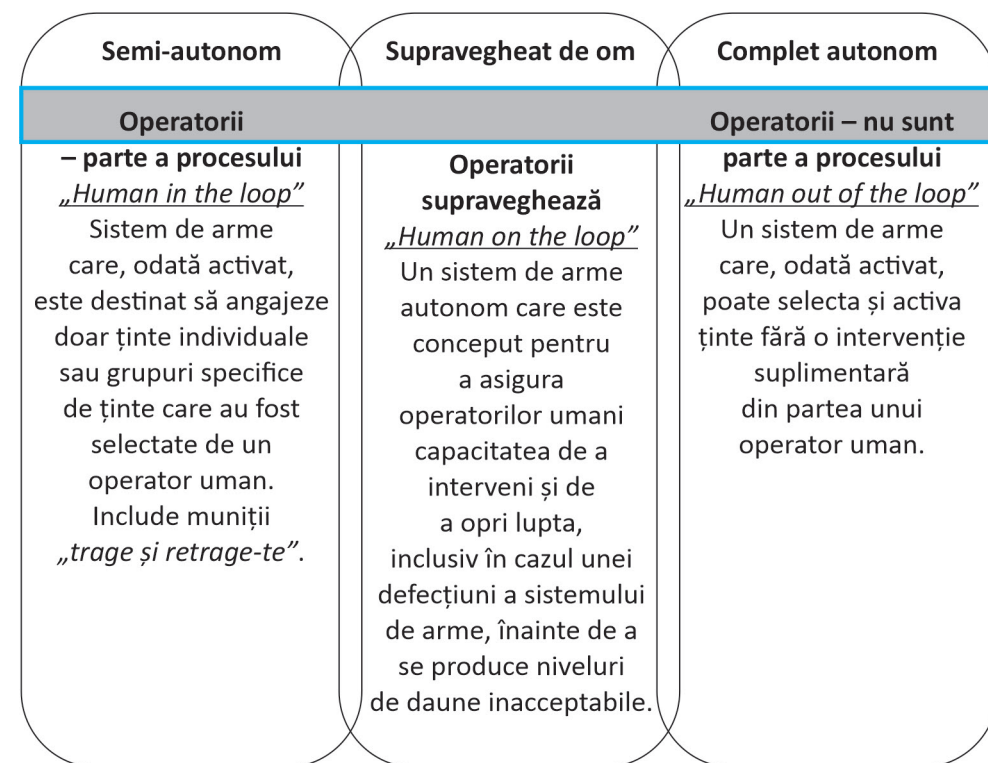 Semi-autonom
Operatorii
– parte a procesului
„Human in the loop”
Sistem de arme
care, odată activat,
este destinat să angajeze
doar ținte individuale
sau grupuri specifice
de ținte care au fost
selectate de un
operator uman.
Include muniții
„trage și retrage-te”.
Supravegheat de om
Operatorii
supraveghează
„Human on the loop”
Un sistem de arme
autonom care este
conceput pentru
a asigura
operatorilor umani
capacitatea de a
interveni și de
a opri lupta,
inclusiv în cazul unei
defecțiuni a sistemului
de arme, înainte de a
se produce niveluri
de daune inacceptabile.
Complet autonom
Operatorii – nu sunt
parte a procesului
„Human out of the loop”
Un sistem de arme
care, odată activat,
poate selecta și activa
ținte fără o intervenție
suplimentară
din partea unui
operator uman.